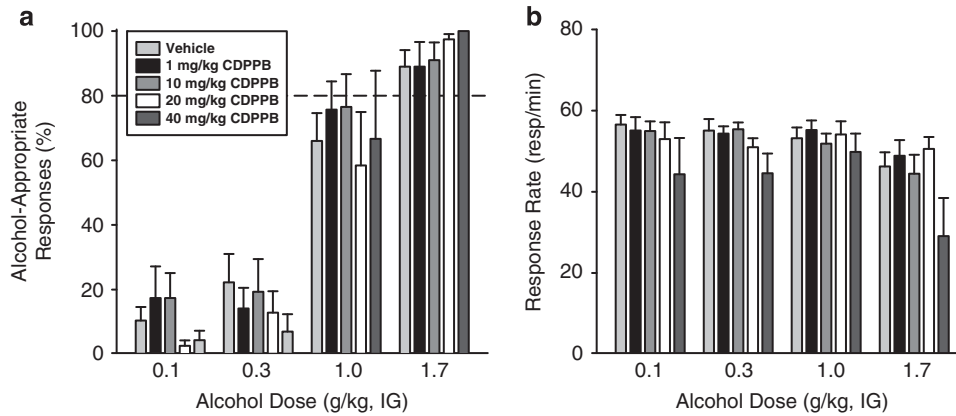 a
Alcohol-Appropriate
Responses (%)
100
80
60
40
20
0
Vehicle
1 mg/kg CDPPB
10 mg/kg CDPPB
20 mg/kg CDPPB
40 mg/kg CDPPB
0.1 0.3 1.0 1.7
Alcohol Dose (g/kg, IG)
b
Response Rate (resp/min)
80
60
40
20
0
0.1 0.3 1.0 1.7
Alcohol Dose (g/kg, IG)